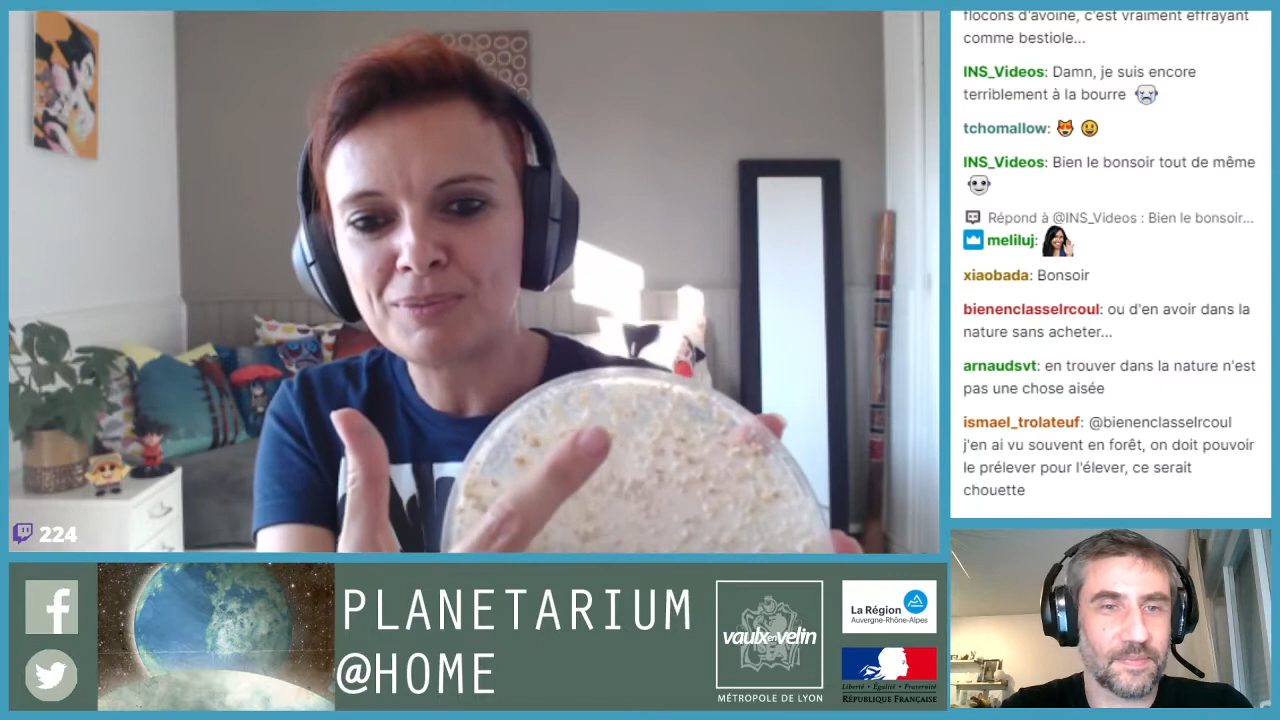 flocons d'avoine, c'est vraiment effrayant
comme bestiole...
INS_Videos: Damn, je suis encore
terriblement à la bourre
tchomallow:
INS_Videos: Bien le bonsoir tout de même
Répond à @INS_Videos : Bien le bonsoir...
meliluj:
xiaobada: Bonsoir
bienenclasselrcoul: ou d'en avoir dans la
nature sans acheter...
arnaudsvt: en trouver dans la nature n'est
pas une chose aisée
ismael_trolateuf: @bienenclasselrcoul
j'en ai vu souvent en forêt, on doit pouvoir
le prélever pour l'élever, ce serait
chouette
224
PLANETARIUM
@HOME
vaulx en velin
MÉTROPOLE DE LYON
La Région
Auvergne-Rhône-Alpes
Liberté • Égalité • Fraternité
RÉPUBLIQUE FRANÇAISE